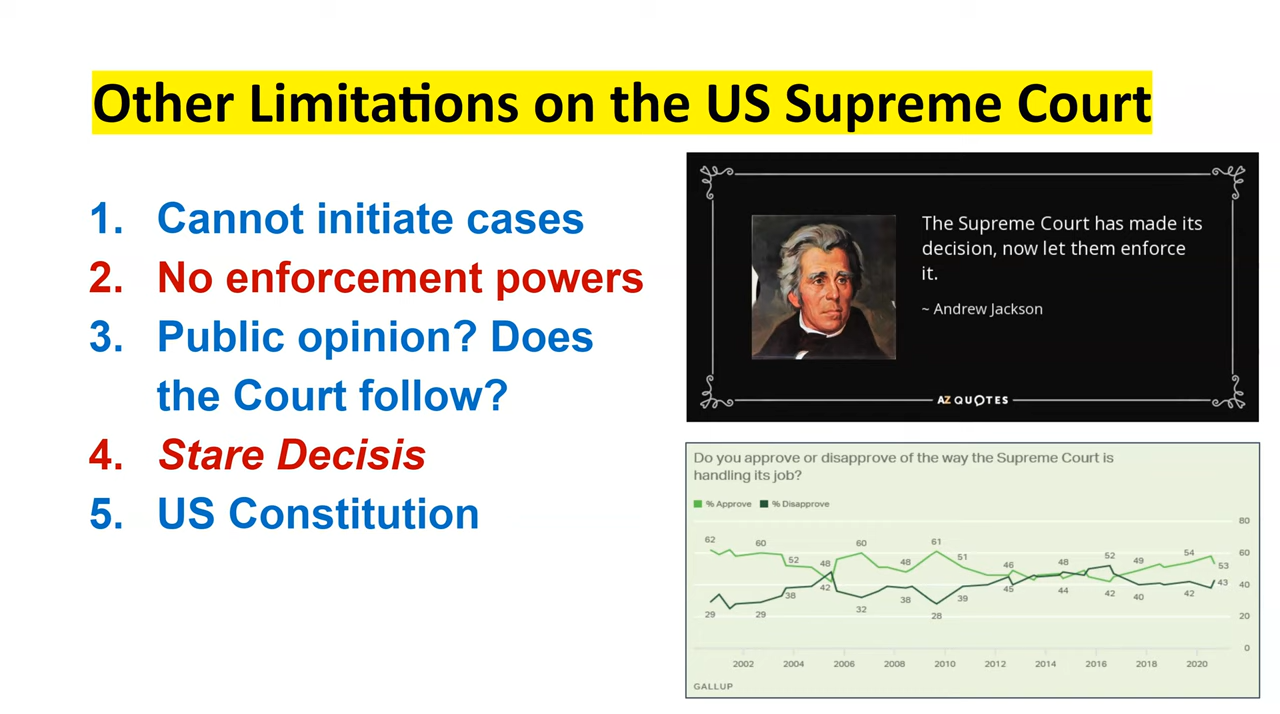 Other Limitations on the US Supreme Court
1. Cannot initiate cases
2. No enforcement powers
3. Public opinion? Does
the Court follow?
4. Stare Decisis
5. US Constitution
The Supreme Court has made its
decision, now let them enforce
it.
~ Andrew Jackson
AZ QUOTES
Do you approve or disapprove of the way the Supreme Court is
handling its job?
% Approve % Disapprove
80
62 60 52 48 60 48 61 51 46 48 52 49 54 60
53
29 29 38 42 32 38 28 39 45 44 42 40 42 43 40
20
0
2002 2004 2006 2008 2010 2012 2014 2016 2018 2020
GALLUP